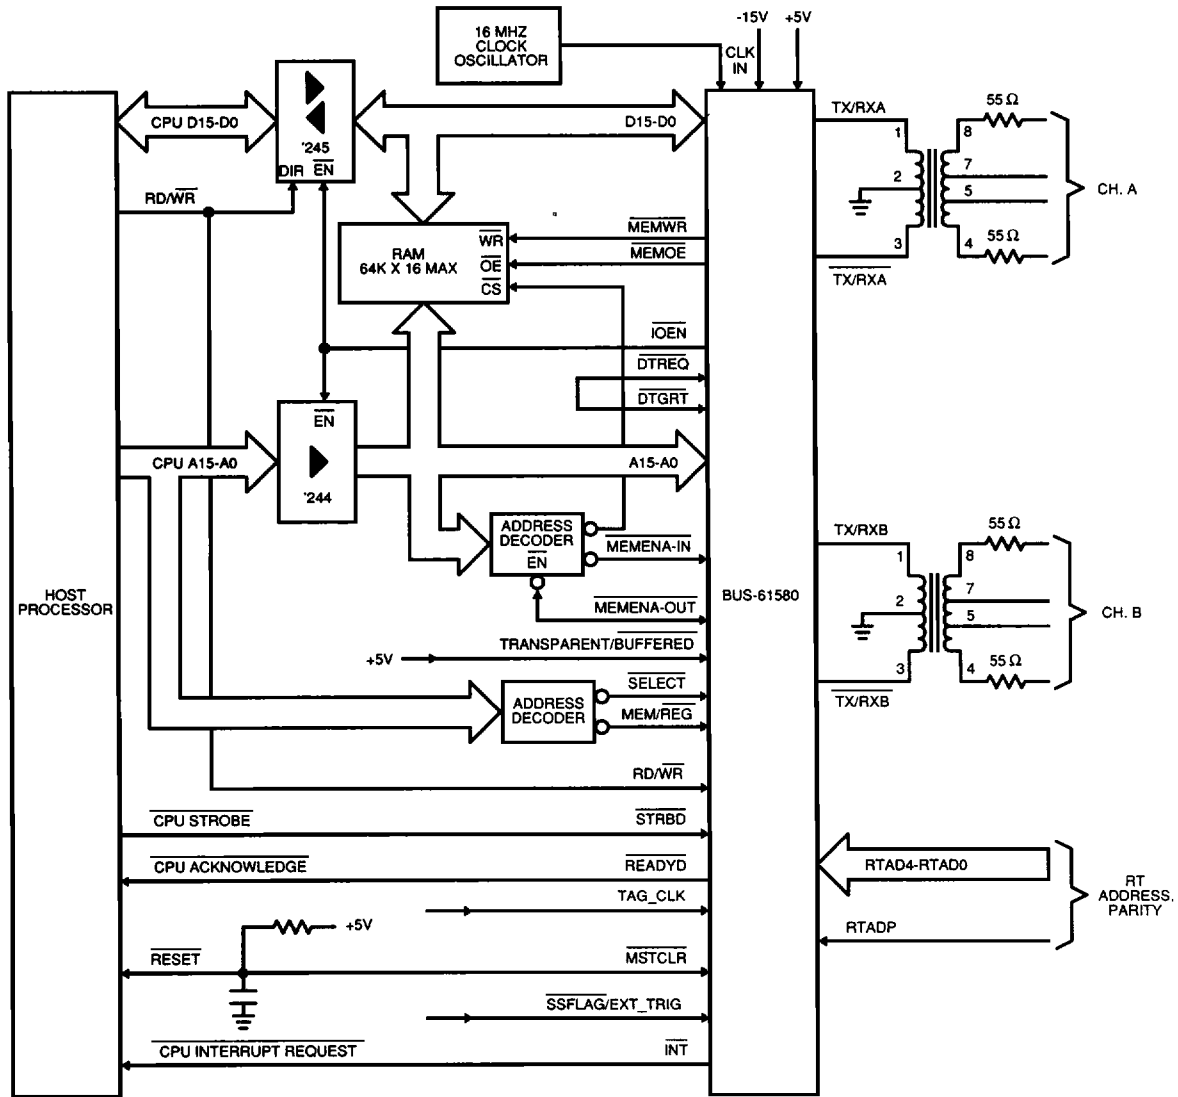 -15V
+5V
16 MHZ
CLOCK
OSCILLATOR
CLK
IN
CPU D15-D0
'245
DIR
EN
D15-D0
RD/WR
TX/RXA
1
2
3
8
7
5
4
55 Ω
55 Ω
CH. A
TX/RXA
RAM
64K X 16 MAX
WR
OE
CS
MEMWR
MEMOE
IOEN
DTREQ
DTGRT
EN
'244
CPU A15-A0
A15-A0
ADDRESS
DECODER
EN
MEMENA-IN
MEMENA-OUT
HOST
PROCESSOR
BUS-61580
TX/RXB
1
2
3
8
7
5
4
55 Ω
55 Ω
CH. B
TX/RXB
+5V
TRANSPARENT/BUFFERED
ADDRESS
DECODER
SELECT
MEM/REG
RD/WR
CPU STROBE
STRBD
CPU ACKNOWLEDGE
READYD
RTAD4-RTAD0
RT
ADDRESS,
PARITY
RTADP
TAG_CLK
+5V
RESET
MSTCLR
SSFLAG/EXT_TRIG
CPU INTERRUPT REQUEST
INT